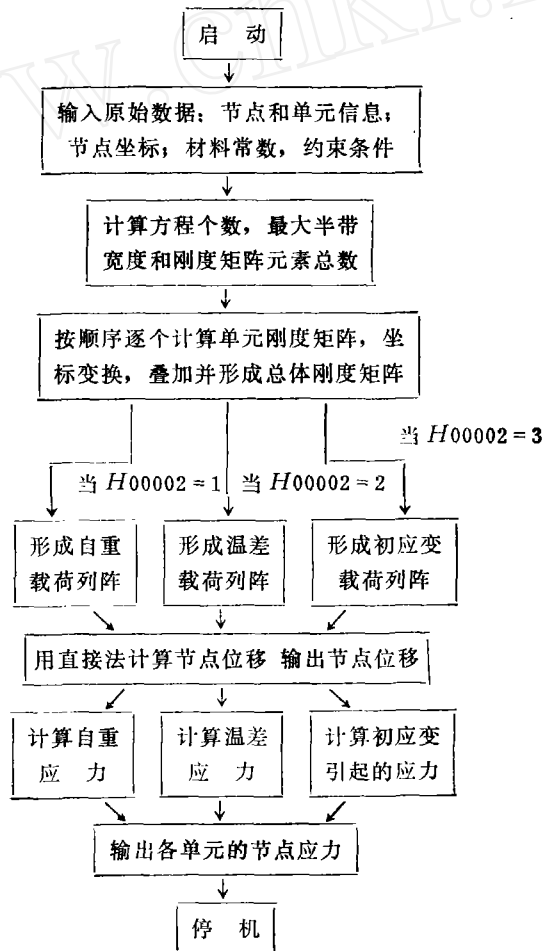 启 动
输入原始数据；节点和单元信息；
节点坐标；材料常数，约束条件
计算方程个数，最大半带
宽度和刚度矩阵元素总数
按顺序逐个计算单元刚度矩阵，坐
标变换，叠加并形成总体刚度矩阵
当 H00002 = 3
当 H00002 = 1 当 H00002 = 2
形成自重 形成温差 形成初应变
载荷列阵 载荷列阵 载荷列阵
用直接法计算节点位移 输出节点位移
计算自重 计算温差 计算初应变
应 力 应 力 引起的应力
输出各单元的节点应力
停 机